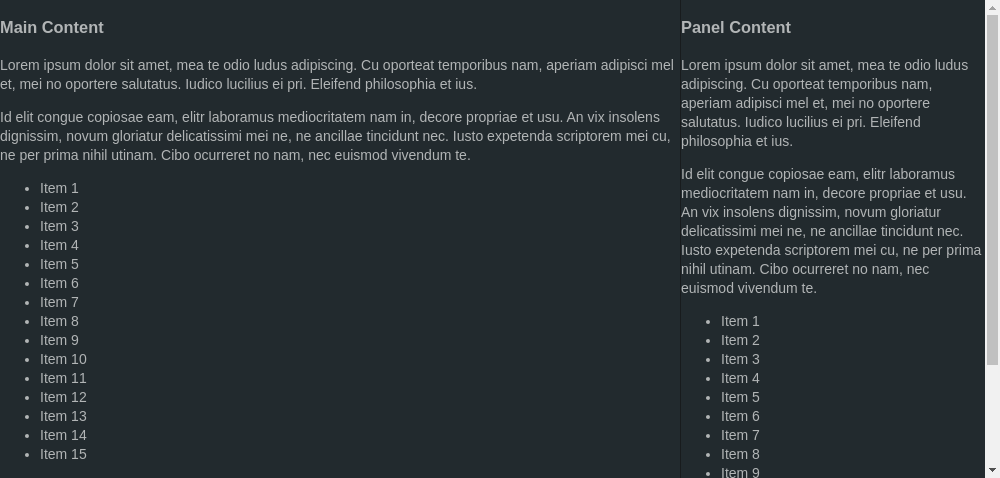 Main Content
Lorem ipsum dolor sit amet, mea te odio ludus adipiscing. Cu oporteat temporibus nam, aperiam adipisci mel
et, mei no oportere salutatus. Iudico lucilius ei pri. Eleifend philosophia et ius.
Id elit congue copiosae eam, elitr laboramus mediocritatem nam in, decore propriae et usu. An vix insolens
dignissim, novum gloriatur delicatissimi mei ne, ne ancillae tincidunt nec. Iusto expetenda scriptorem mei cu,
ne per prima nihil utinam. Cibo ocurreret no nam, nec euismod vivendum te.
Item 1
Item 2
Item 3
Item 4
Item 5
Item 6
Item 7
Item 8
Item 9
Item 10
Item 11
Item 12
Item 13
Item 14
Item 15
Panel Content
Lorem ipsum dolor sit amet, mea te odio ludus
adipiscing. Cu oporteat temporibus nam,
aperiam adipisci mel et, mei no oportere
salutatus. Iudico lucilius ei pri. Eleifend
philosophia et ius.
Id elit congue copiosae eam, elitr laboramus
mediocritatem nam in, decore propriae et usu.
An vix insolens dignissim, novum gloriatur
delicatissimi mei ne, ne ancillae tincidunt nec.
Iusto expetenda scriptorem mei cu, ne per prima
nihil utinam. Cibo ocurreret no nam, nec
euismod vivendum te.
Item 1
Item 2
Item 3
Item 4
Item 5
Item 6
Item 7
Item 8
Item 9